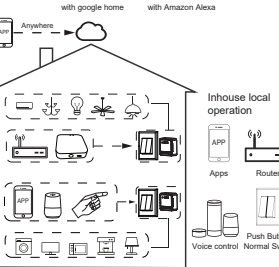 with google home
with Amazon Alexa
APP
Anywhere
Inhouse local
operation
APP
Apps
Router
APP
Voice control
Push But
Normal Sw